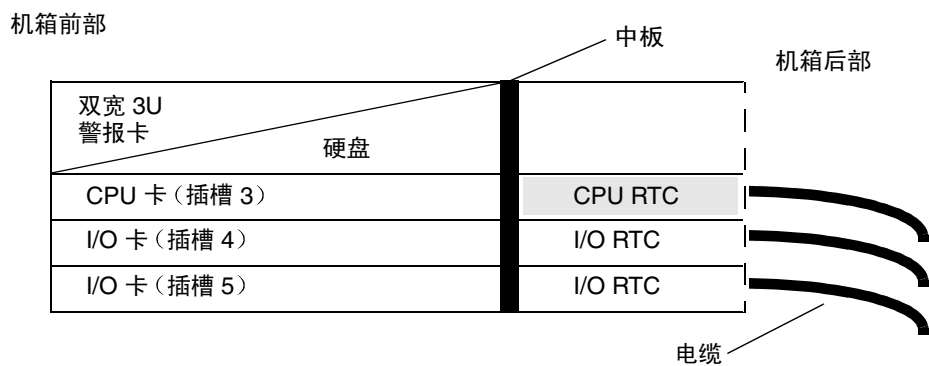 机箱前部
中板
机箱后部
双宽 3U
警报卡
硬盘
CPU 卡（插槽 3）
CPU RTC
I/O 卡（插槽 4）
I/O RTC
I/O 卡（插槽 5）
I/O RTC
电缆